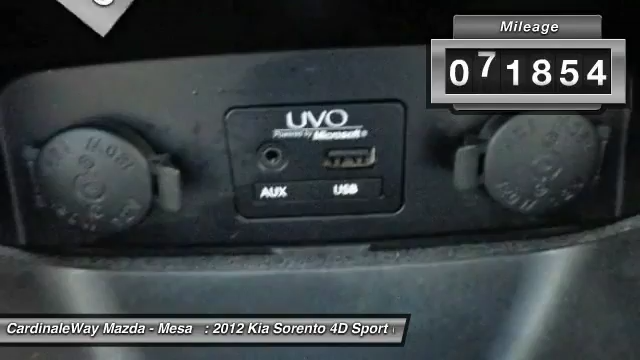 Mileage
071854
UVO
Powered by Microsoft
AUX USB
CardinaleWay Mazda - Mesa : 2012 Kia Sorento 4D Sport